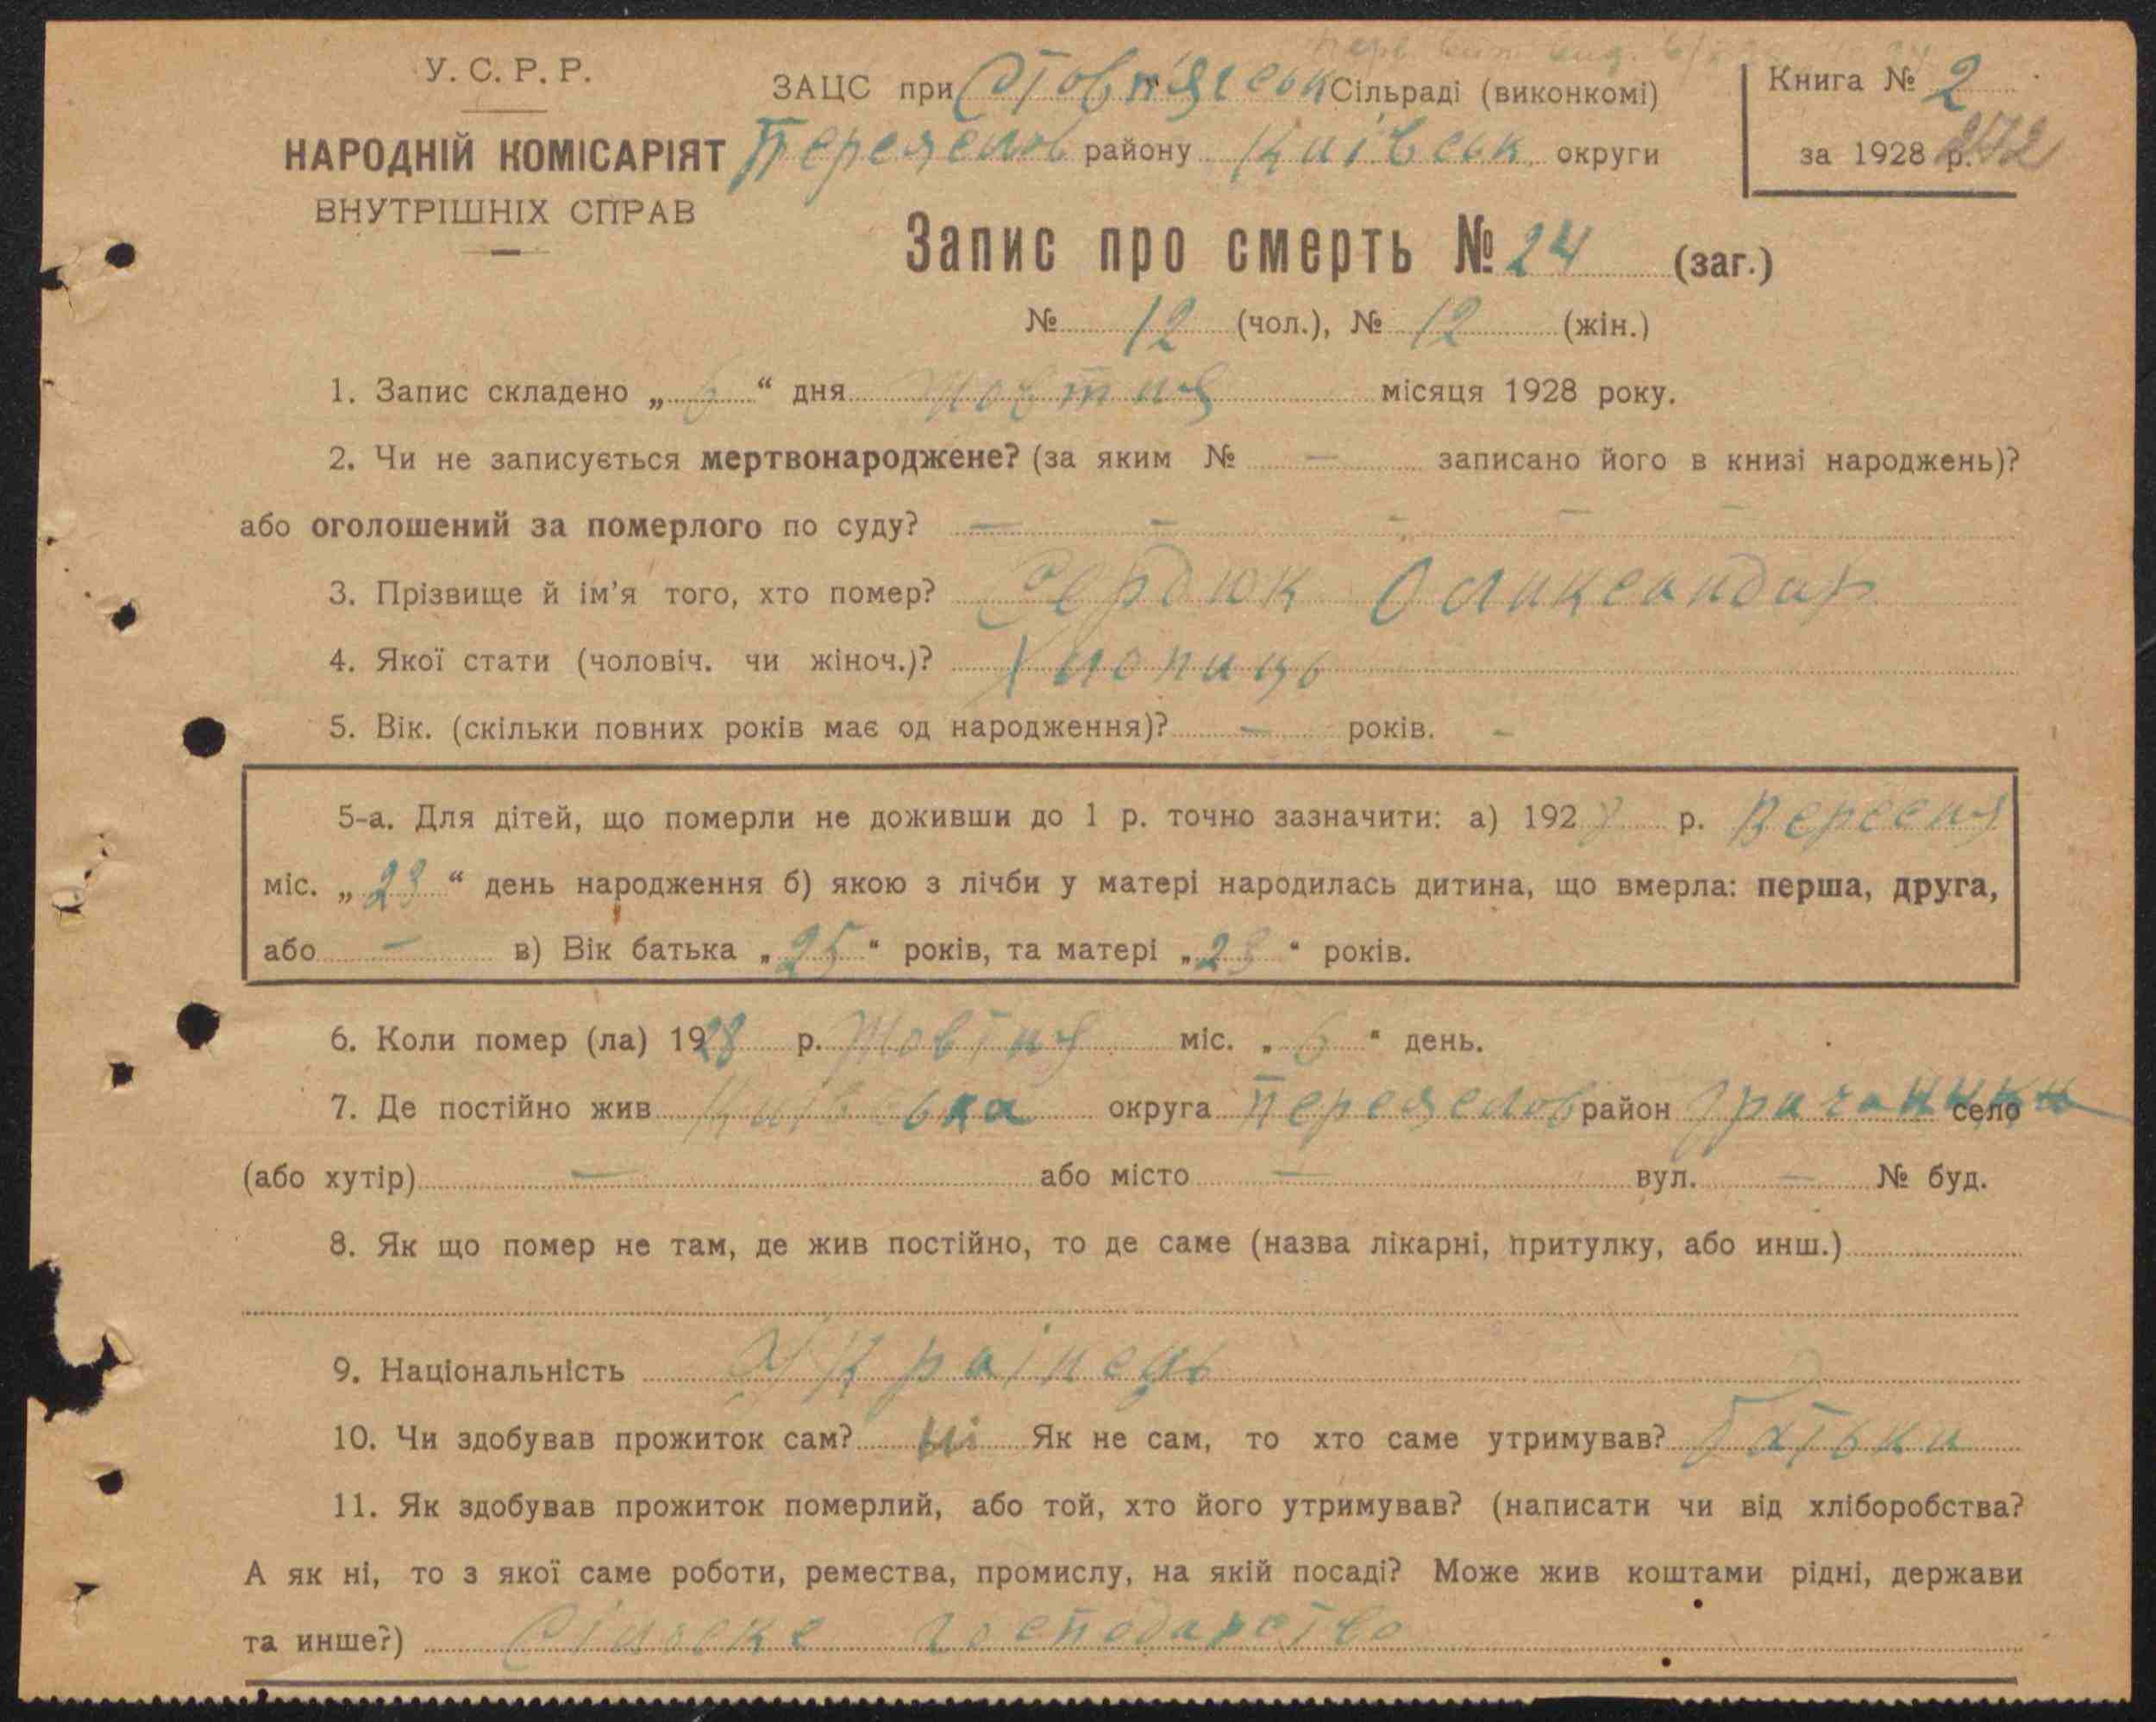 У. С. Р. Р.
НАРОДНІЙ КОМІСАРІЯТ
ВНУТРІШНІХ СПРАВ
ЗАЦС при Стовпʼягськ Сільраді (виконкомі)
Переяслов району Київськ округи
Книга № 2
за 1928 р. 272
Запис про смерть № 24 (заг.)
№ 12 (чол.), № 12 (жін.)
1. Запис складено „ 6 “ дня Жовтня місяця 1928 року.
2. Чи не записується мертвонароджене? (за яким № — записано його в книзі народжень)?
або оголошений за померлого по суду? — — — — —
3. Прізвище й ім’я того, хто помер? Сердюк Оликсандар
4. Якої стати (чоловіч. чи жіноч.)? Хлопиць
5. Вік. (скільки повних років має од народження)? — років. -
5-а. Для дітей, що померли не доживши до 1 р. точно зазначити: а) 1928 р. Вересня
міс. „ 23 “ день народження б) якою з лічби у матері народилась дитина, що вмерла: перша, друга,
або — в) Вік батька „ 25 “ років, та матері „ 23 “ років.
6. Коли помер (ла) 1928 р. Жовтня міс. „ 6 “ день.
7. Де постійно жив Київська округа Переяслов район село
(або хутір) — або місто — вул. — № буд.
8. Як що помер не там, де жив постійно, то де саме (назва лікарні, притулку, або инш.)
9. Національність Украінець
10. Чи здобував прожиток сам? Ні Як не сам, то хто саме утримував? Батьки
11. Як здобував прожиток померлий, або той, хто його утримував? (написати чи від хліборобства?
А як ні, то з якої саме роботи, ремества, промислу, на якій посаді? Може жив коштами рідні, держави
та инше?) Сільске господарство